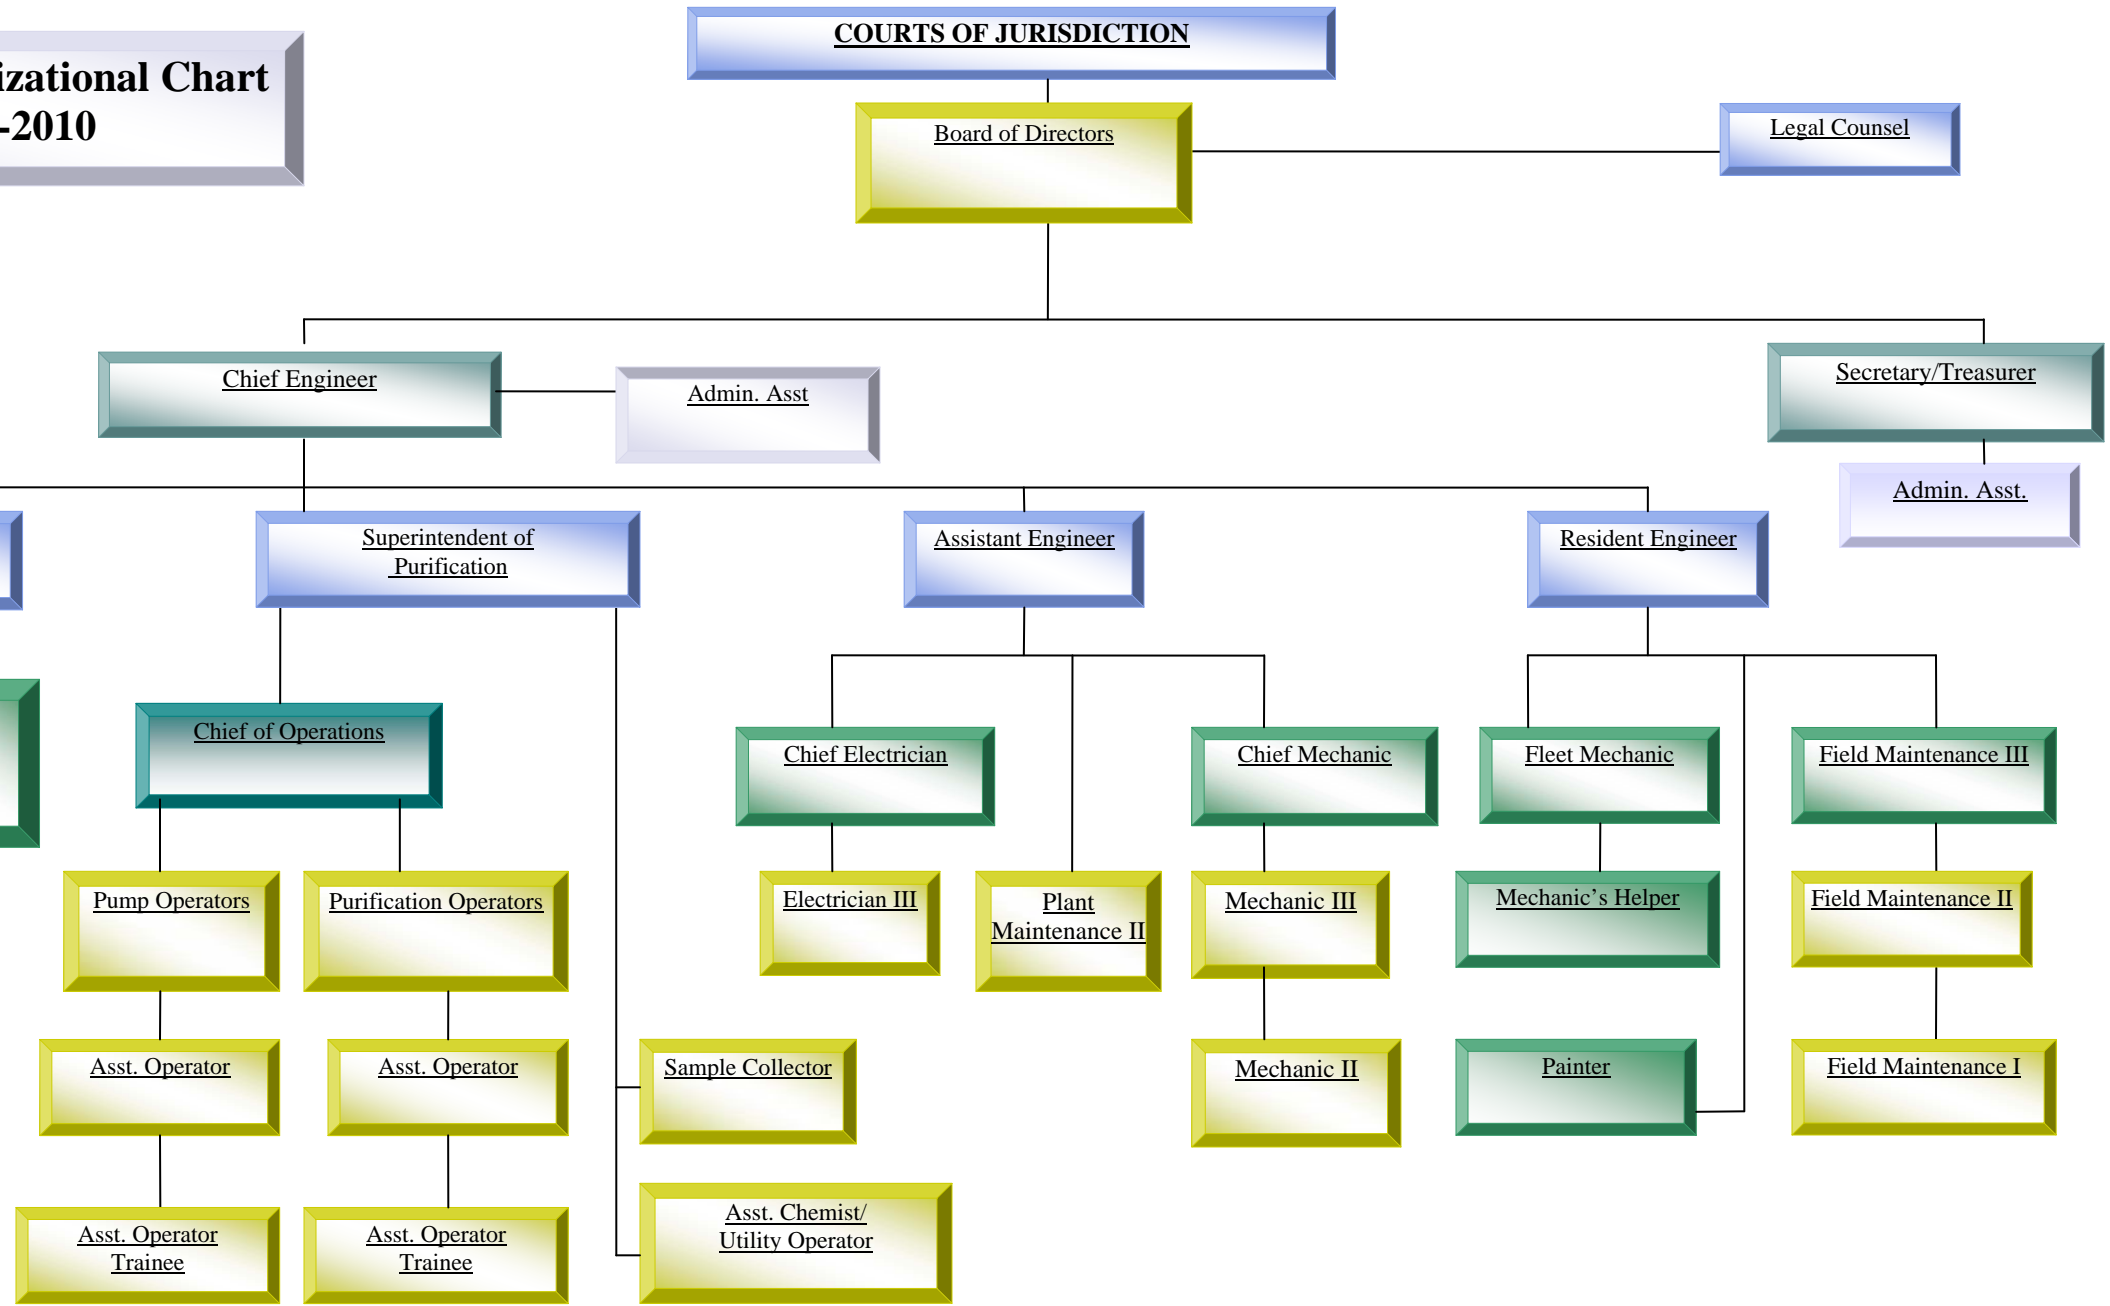 COURTS OF JURISDICTION
izational Chart
-2010
Board of Directors
Legal Counsel
Chief Engineer
Admin. Asst
Secretary/Treasurer
Admin. Asst.
Superintendent of
Purification
Assistant Engineer
Resident Engineer
Chief of Operations
Chief Electrician
Chief Mechanic
Fleet Mechanic
Field Maintenance III
Pump Operators
Purification Operators
Electrician III
Plant
Maintenance II
Mechanic III
Mechanic's Helper
Field Maintenance II
Asst. Operator
Asst. Operator
Sample Collector
Mechanic II
Painter
Field Maintenance I
Asst. Operator
Trainee
Asst. Operator
Trainee
Asst. Chemist/
Utility Operator